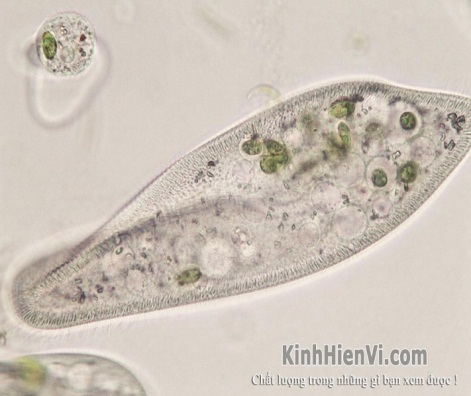 KinhHienVi.com
Chất lượng trong những gì bạn xem được !